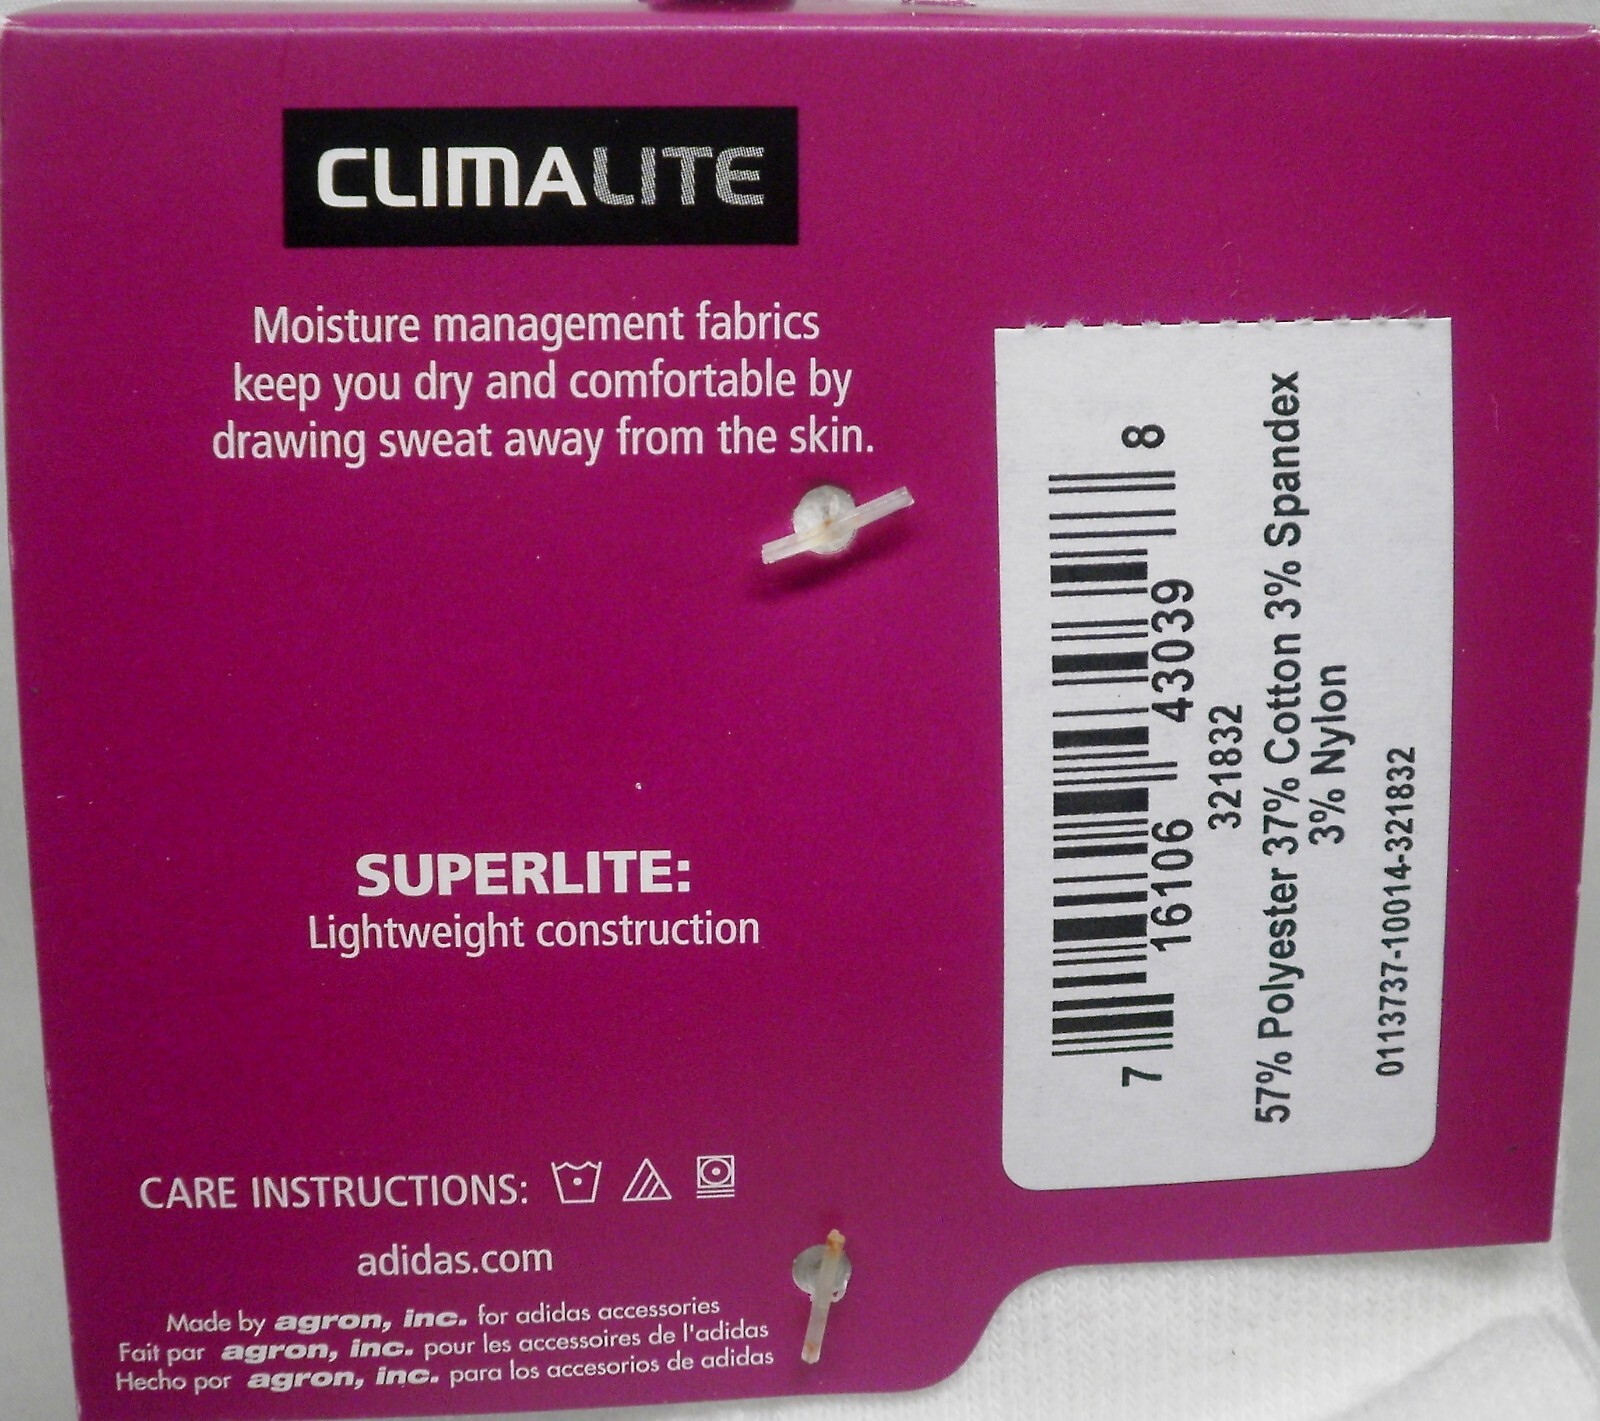 CLIMALITE
Moisture management fabrics
keep you dry and comfortable by
drawing sweat away from the skin.
SUPERLITE:
Lightweight construction
CARE INSTRUCTIONS:
adidas.com
Made by agron, inc. for adidas accessories
Fait par agron, inc. pour les accessoires de l'adidas
Hecho por agron, inc. para los accesorios de adidas
7 16106 43039 8
321832
57% Polyester 37% Cotton 3% Spandex
3% Nylon
0113737-10014-321832